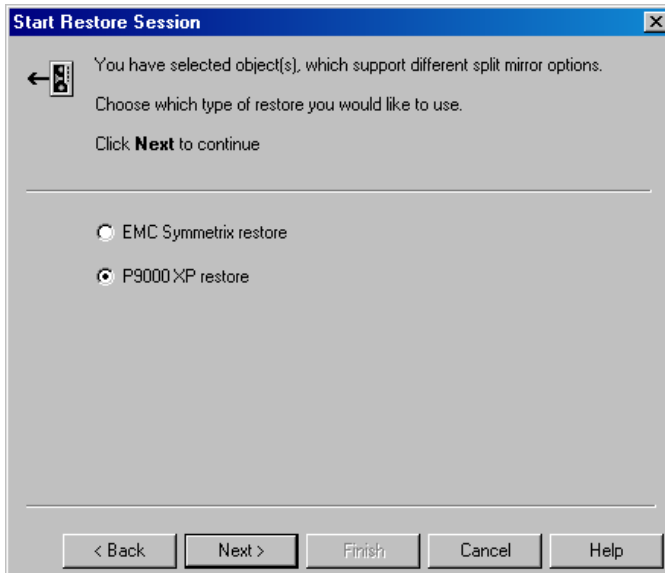 Start Restore Session
You have selected object(s), which support different split mirror options.
Choose which type of restore you would like to use.
Click Next to continue
EMC Symmetrix restore
P9000 XP restore
< Back Next > Finish Cancel Help